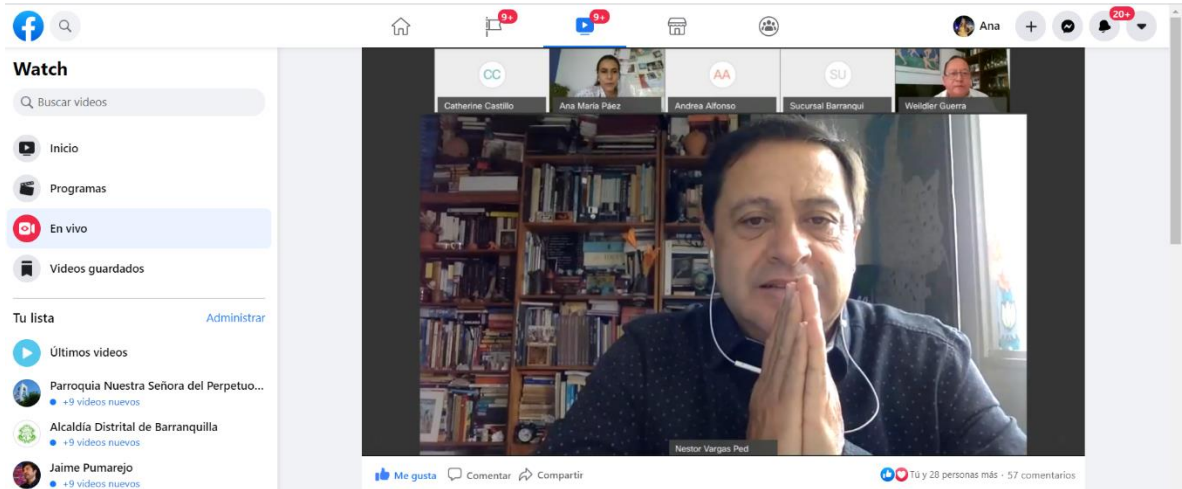 9+
9+
Ana
20+
Watch
Buscar videos
Inicio
Programas
En vivo
Videos guardados
Tu lista
Administrar
Últimos videos
Parroquia Nuestra Señora del Perpetuo...
+9 videos nuevos
Alcaldía Distrital de Barranquilla
+9 videos nuevos
Jaime Pumarejo
+9 videos nuevos
CC
AA
SU
Catherine Castillo
Ana María Páez
Andrea Alfonso
Sucursal Barranqui
Weildler Guerra
Nestor Vargas Ped
Me gusta
Comentar
Compartir
Tú y 28 personas más · 57 comentarios